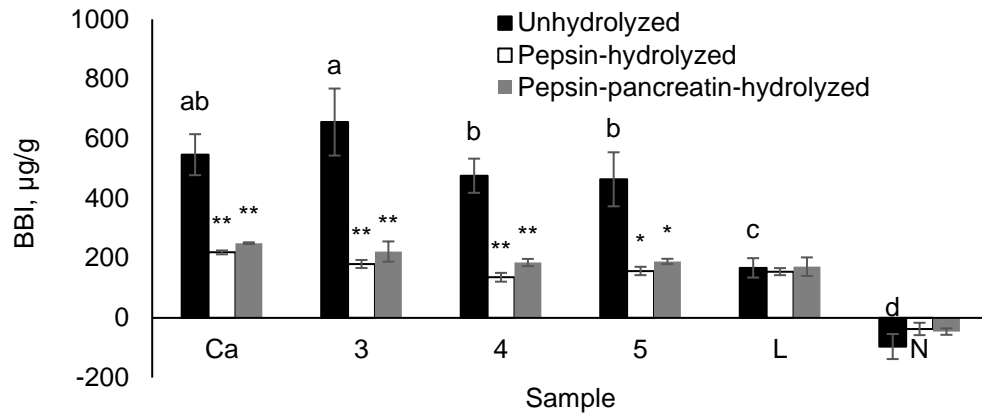 1000
800
600
400
200
0
-200
BBI, µg/g
Unhydrolyzed
Pepsin-hydrolyzed
Pepsin-pancreatin-hydrolyzed
ab
a
b
b
c
d
** **
** **
** **
* *
Ca 3 4 5 L N
Sample